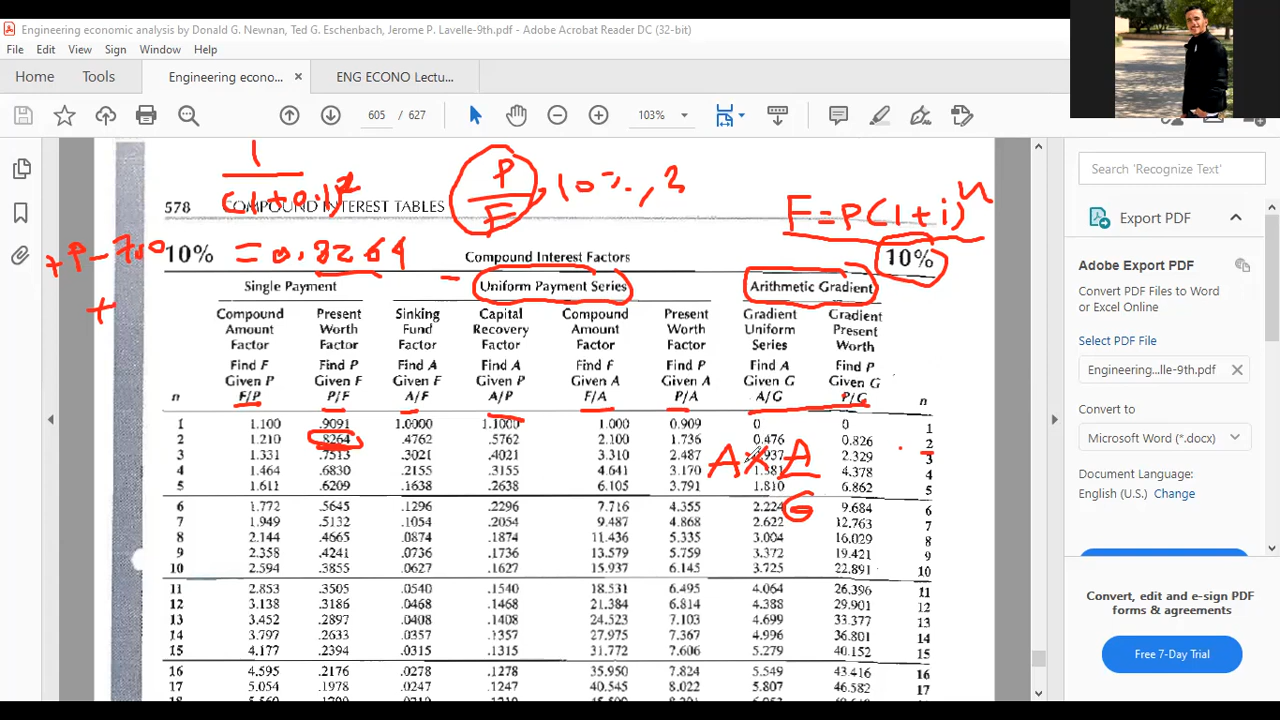 Engineering economic analysis by Donald G. Newnan, Ted G. Eschenbach, Jerome P. Lavelle-9th.pdf - Adobe Acrobat Reader DC (32-bit)
File Edit View Sign Window Help
Home Tools Engineering econo... × ENG ECONO Lectu...
605 / 627 103%
1
(1+0.1)^2
P
F
,10%,2
F=P(1+i)^n
578 COMPOUND INTEREST TABLES
+P-700
+
10% =0.8264 Compound Interest Factors 10%
Single Payment Uniform Payment Series Arithmetic Gradient
Compound Present Sinking Capital Compound Present Gradient Gradient
Amount Worth Fund Recovery Amount Worth Uniform Present
Factor Factor Factor Factor Factor Factor Series Worth
Find F Find P Find A Find A Find F Find P Find A Find P
Given P Given F Given F Given P Given A Given A Given G Given G
n F/P P/F A/F A/P F/A P/A A/G P/G n
1 1.100 .9091 1.0000 1.1000 1.000 0.909 0 0 1
2 1.210 .8264 .4762 .5762 2.100 1.736 0.476 0.826 2
3 1.331 .7513 .3021 .4021 3.310 2.487 2.329 3
4 1.464 .6830 .2155 .3155 4.641 3.170 1.381 4.378 4
5 1.611 .6209 .1638 .2638 6.105 3.791 1.810 6.862 5
A×
A
G
6 1.772 .5645 .1296 .2296 7.716 4.355 2.224 9.684 6
7 1.949 .5132 .1054 .2054 9.487 4.868 2.622 12.763 7
8 2.144 .4665 .0874 .1874 11.436 5.335 3.004 16.029 8
9 2.358 .4241 .0736 .1736 13.579 5.759 3.372 19.421 9
10 2.594 .3855 .0627 .1627 15.937 6.145 3.725 22.891 10
11 2.853 .3505 .0540 .1540 18.531 6.495 4.064 26.396 11
12 3.138 .3186 .0468 .1468 21.384 6.814 4.388 29.901 12
13 3.452 .2897 .0408 .1408 24.523 7.103 4.699 33.377 13
14 3.797 .2633 .0357 .1357 27.975 7.367 4.996 36.801 14
15 4.177 .2394 .0315 .1315 31.772 7.606 5.279 40.152 15
16 4.595 .2176 .0278 .1278 35.950 7.824 5.549 43.416 16
17 5.054 .1978 .0247 .1247 40.545 8.022 5.807 46.582 17
Search 'Recognize Text'
Export PDF
Adobe Export PDF
Convert PDF Files to Word
or Excel Online
Select PDF File
Engineering...lle-9th.pdf ×
Convert to
Microsoft Word (*.docx)
Document Language:
English (U.S.) Change
Convert, edit and e-sign PDF
forms & agreements
Free 7-Day Trial